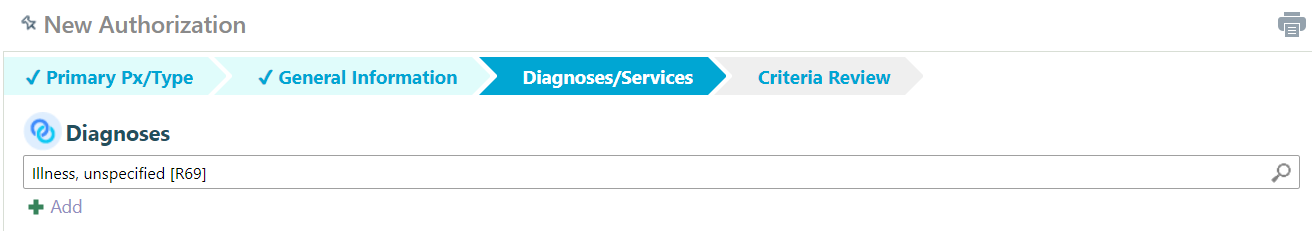 New Authorization
✓ Primary Px/Type ✓ General Information Diagnoses/Services Criteria Review
Diagnoses
Illness, unspecified [R69]
Add